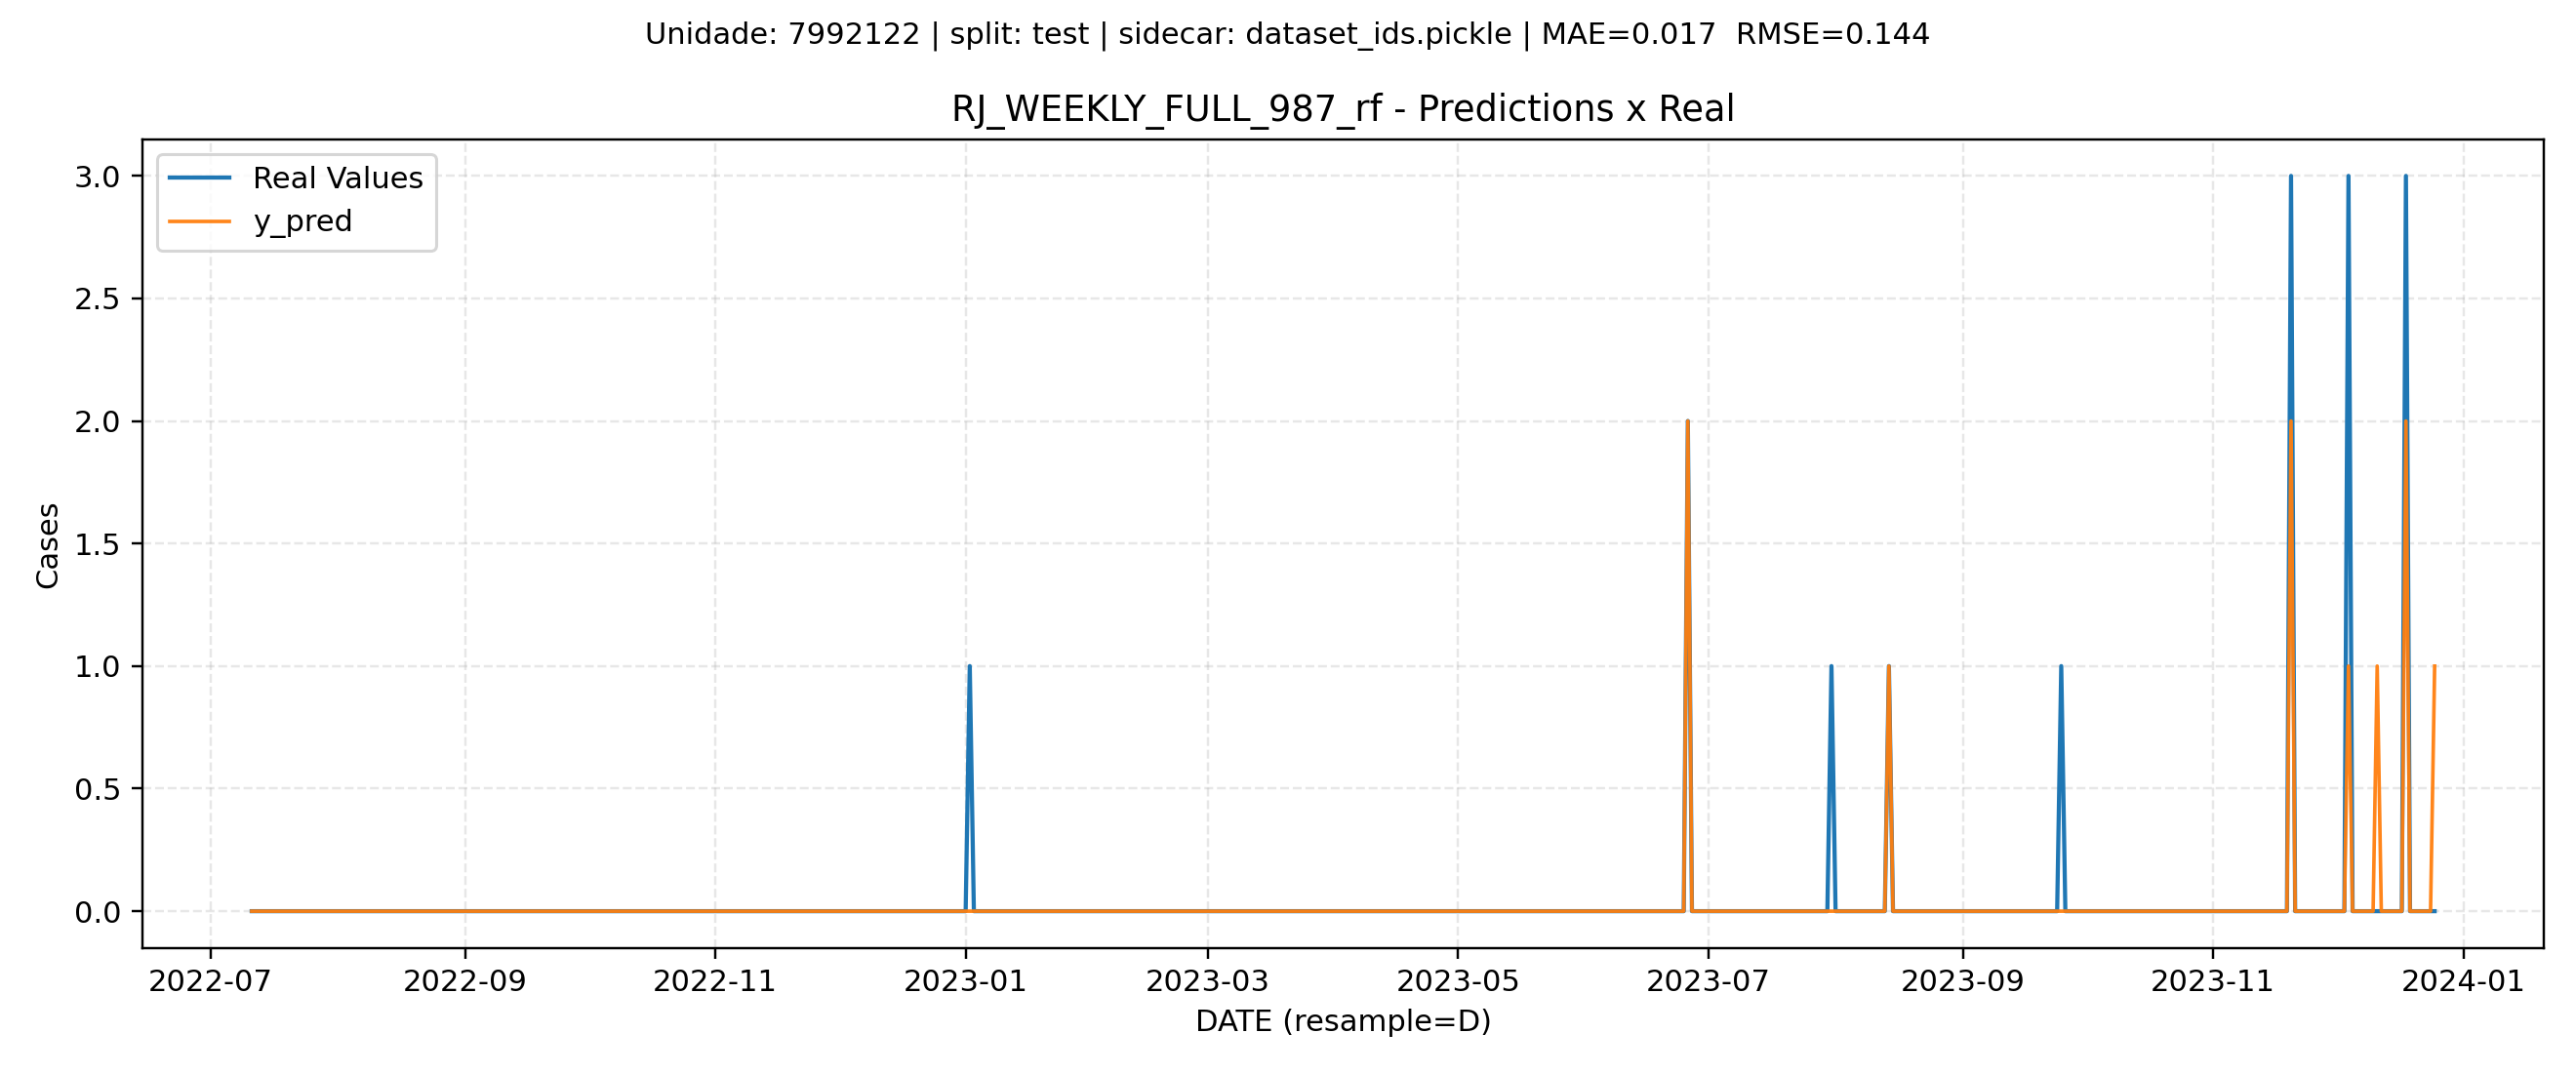 Unidade: 7992122 | split: test | sidecar: dataset_ids.pickle | MAE=0.017  RMSE=0.144
RJ_WEEKLY_FULL_987_rf - Predictions x Real
Real Values
y_pred
3.0
2.5
2.0
1.5
1.0
0.5
0.0
Cases
2022-07
2022-09
2022-11
2023-01
2023-03
2023-05
2023-07
2023-09
2023-11
2024-01
DATE (resample=D)